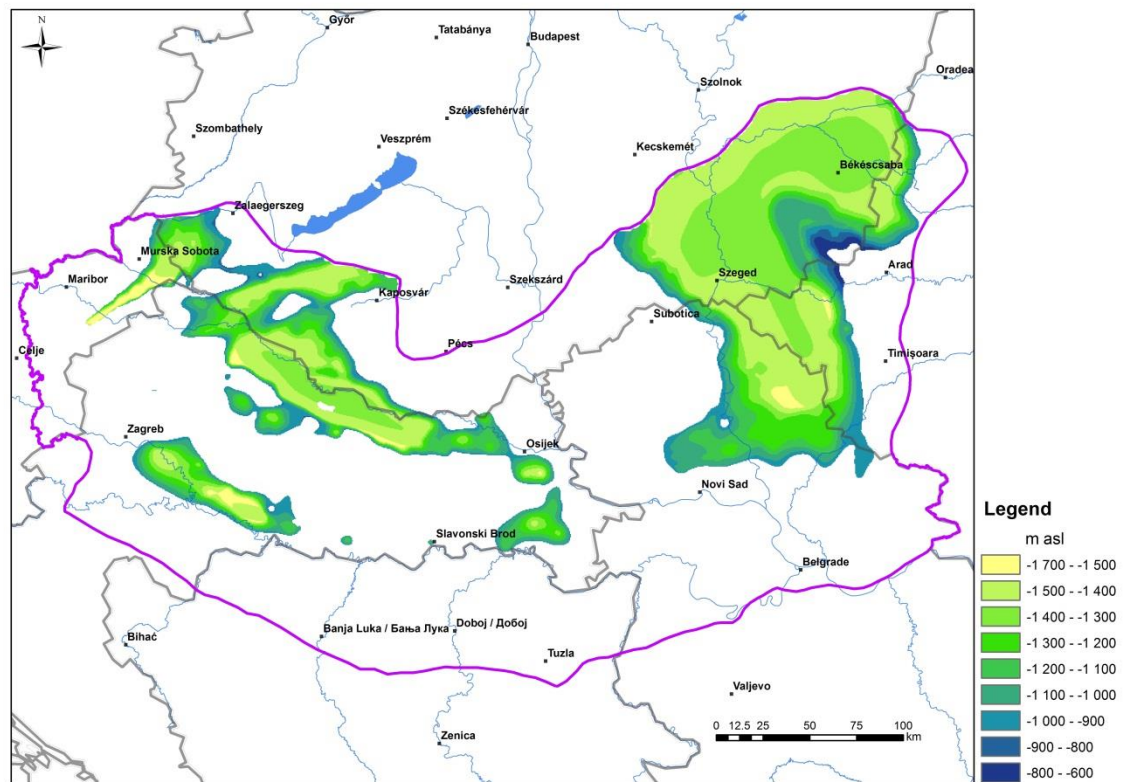 N
Győr
Tatabánya
Budapest
Oradea
Szolnok
Székesfehérvár
Szombathely
Veszprém
Kecskemét
Békéscsaba
Zalaegerszeg
Murska Sobota
Maribor
Szekszárd
Szeged
Arad
Kaposvár
Subotica
Celje
Pécs
Timișoara
Zagreb
Osijek
Novi Sad
Slavonski Brod
Belgrade
Banja Luka / Бања Лука
Doboj / Добој
Bihać
Tuzla
Valjevo
Zenica
0 12,5 25 50 75 100
km
Legend
m asl
-1 700 - -1 500
-1 500 - -1 400
-1 400 - -1 300
-1300 - -1 200
-1 200 - -1 100
-1 100 - -1 000
-1 000 - -900
-900 - -800
-800 - -600